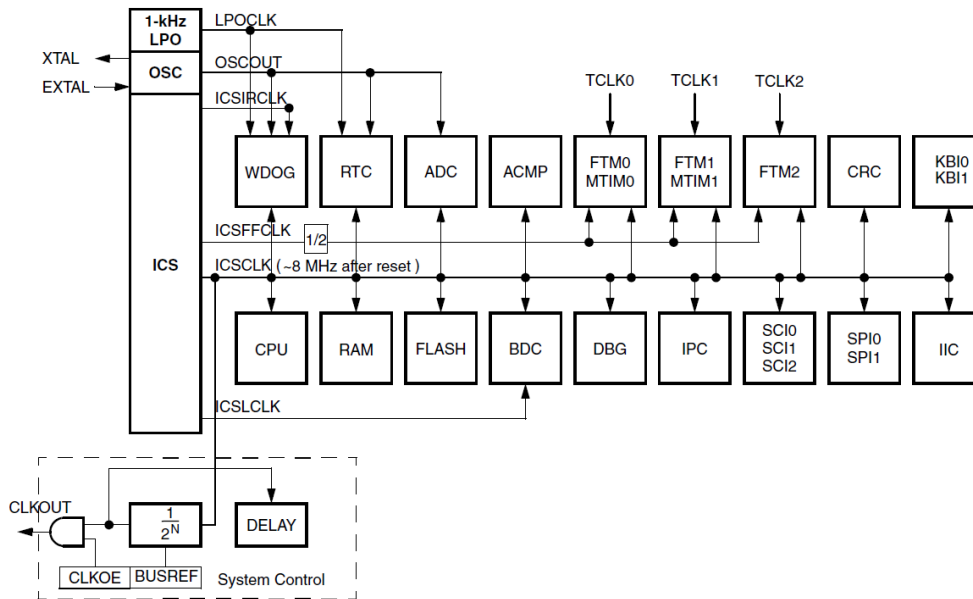 1-kHz
LPO
LPOCLK
XTAL
OSC
OSCOUT
EXTAL
ICSIRCLK
TCLK0
TCLK1
TCLK2
WDOG
RTC
ADC
ACMP
FTM0
MTIM0
FTM1
MTIM1
FTM2
CRC
KBI0
KBI1
ICSFFCLK
1/2
ICS
ICSCLK (~8 MHz after reset)
CPU
RAM
FLASH
BDC
DBG
IPC
SCI0
SCI1
SCI2
SPI0
SPI1
IIC
ICSLCLK
CLKOUT
1
2N
DELAY
CLKOE
BUSREF
System Control